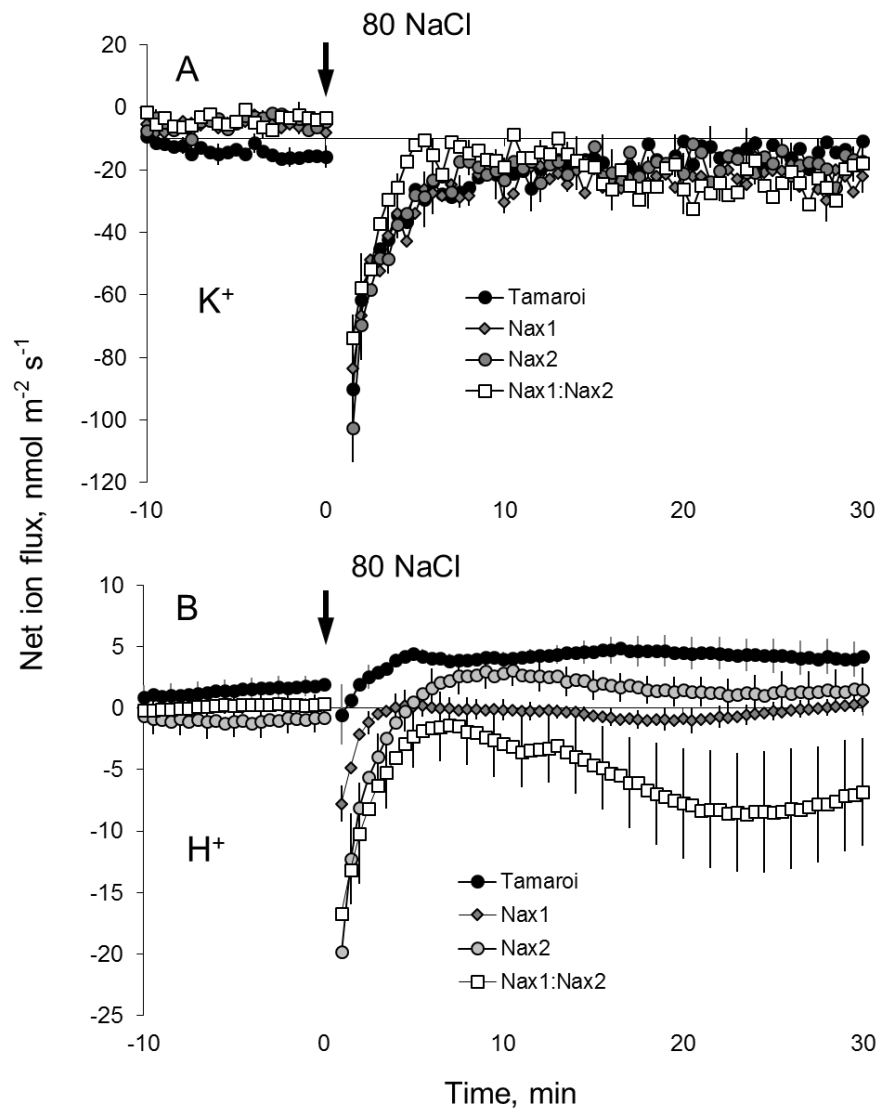 80 NaCl
20
A
0
-20
-40
-60
K+
-80
-100
-120
Tamaroi
Nax1
Nax2
Nax1:Nax2
-10
0
10
20
30
Net ion flux, nmol m-2 s-1
80 NaCl
10
B
5
0
-5
-10
H+
-15
-20
-25
Tamaroi
Nax1
Nax2
Nax1:Nax2
-10
0
10
20
30
Time, min